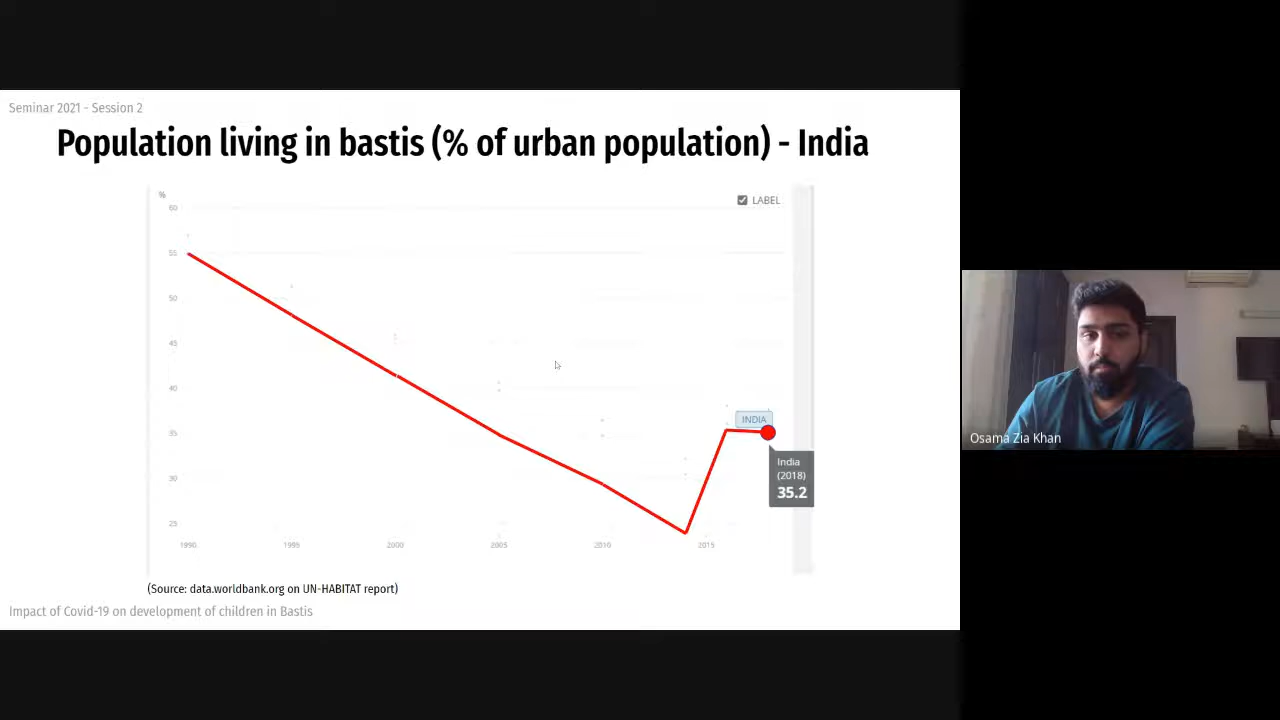 Seminar 2021 - Session 2
Population living in bastis (% of urban population) - India
%
LABEL
60
55
50
45
40
35
30
25
INDIA
India
(2018)
35.2
1990
1995
2000
2005
2010
2015
(Source: data.worldbank.org on UN-HABITAT report)
Impact of Covid-19 on development of children in Bastis
Osama Zia Khan